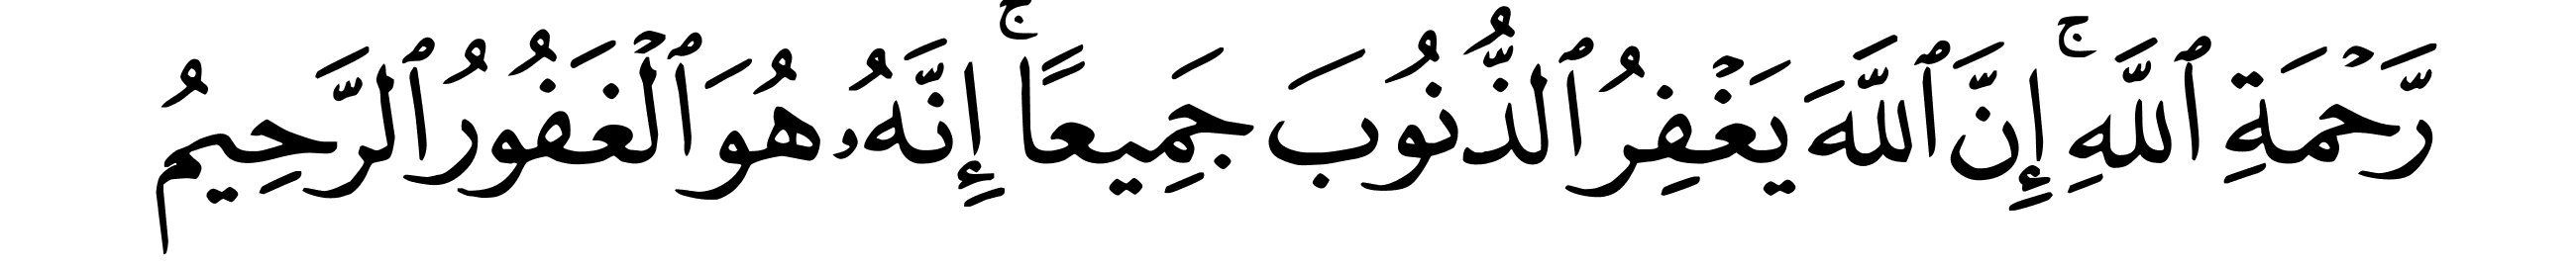 رَّحۡمَةِ ٱللَّهِۚ إِنَّ ٱللَّهَ يَغۡفِرُ ٱلذُّنُوبَ جَمِيعًاۚ إِنَّهُۥ هُوَ ٱلۡغَفُورُ ٱلرَّحِيمُ